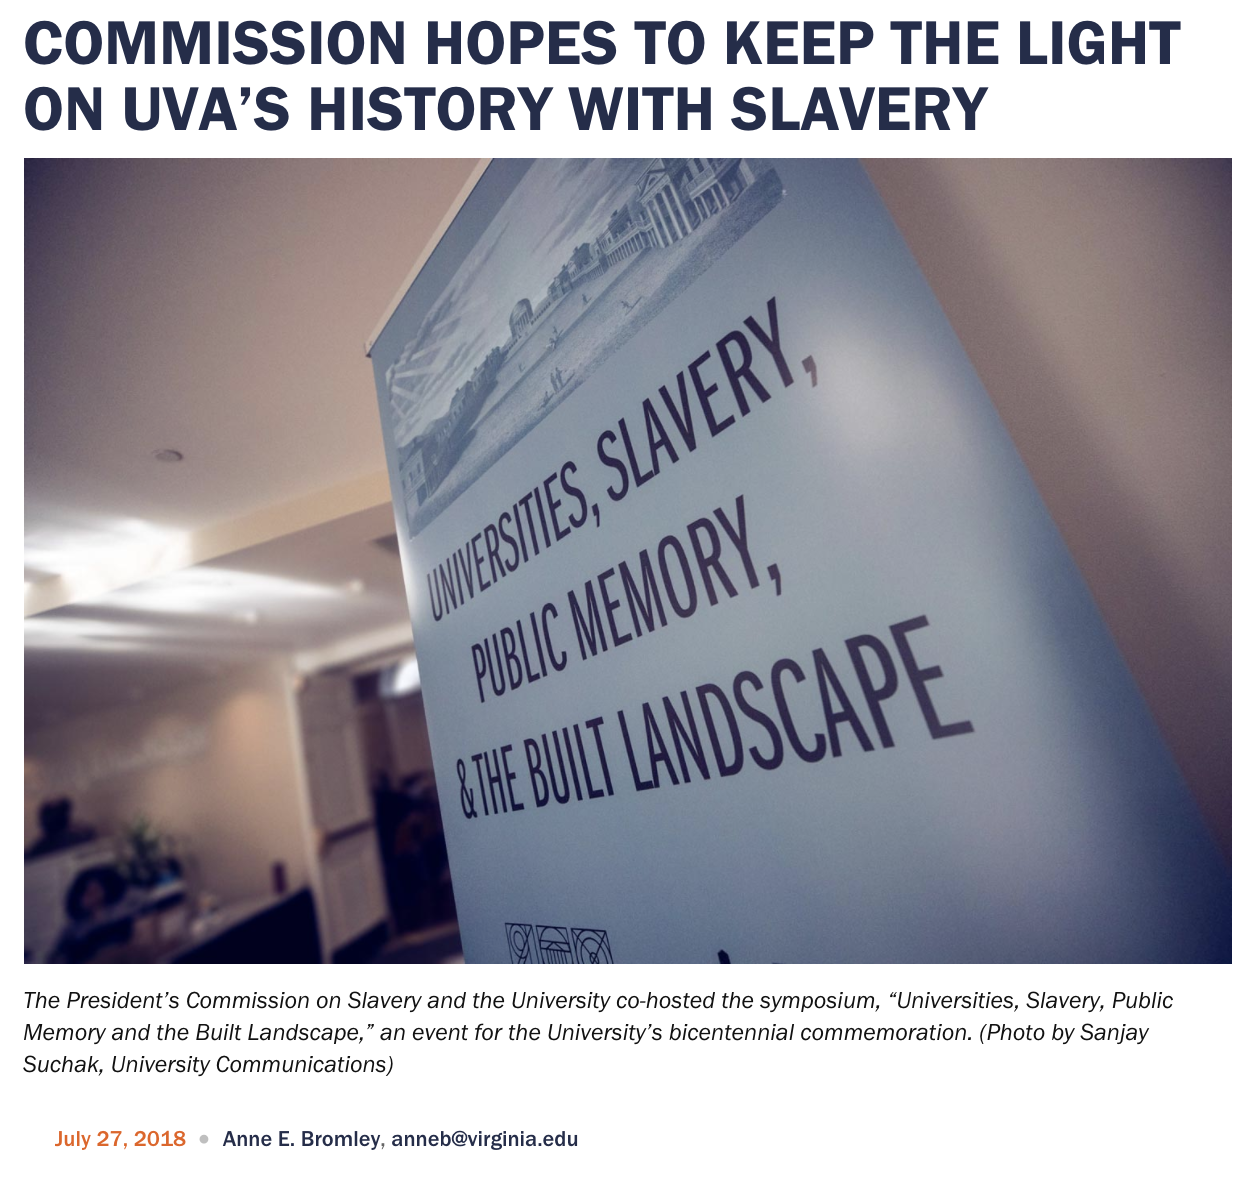 COMMISSION HOPES TO KEEP THE LIGHT
ON UVA’S HISTORY WITH SLAVERY
UNIVERSITIES, SLAVERY,
PUBLIC MEMORY,
& THE BUILT LANDSCAPE
The President’s Commission on Slavery and the University co-hosted the symposium, “Universities, Slavery, Public
Memory and the Built Landscape,” an event for the University’s bicentennial commemoration. (Photo by Sanjay
Suchak, University Communications)
July 27, 2018 • Anne E. Bromley, anneb@virginia.edu